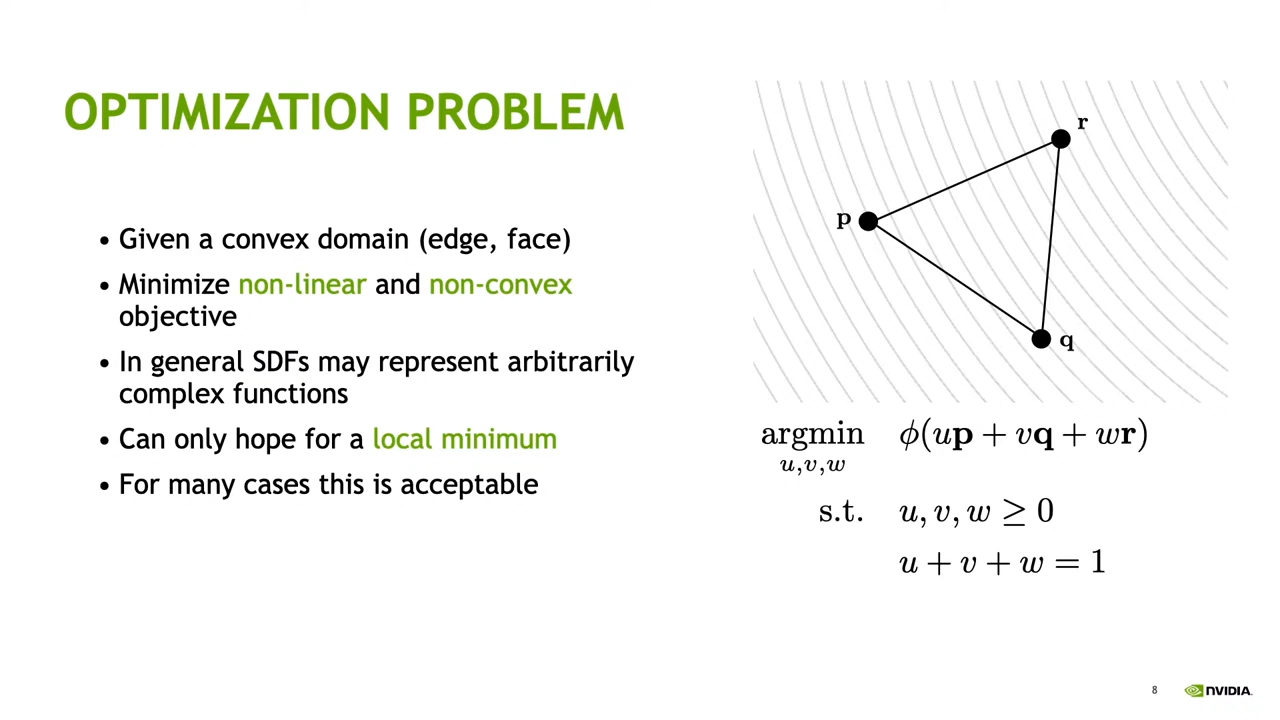 OPTIMIZATION PROBLEM
• Given a convex domain (edge, face)
• Minimize non-linear and non-convex
objective
• In general SDFs may represent arbitrarily
complex functions
• Can only hope for a local minimum
• For many cases this is acceptable
r
p
q
argmin ϕ(up + vq + wr)
u,v,w
s.t. u, v, w ≥ 0
u + v + w = 1
8 NVIDIA.